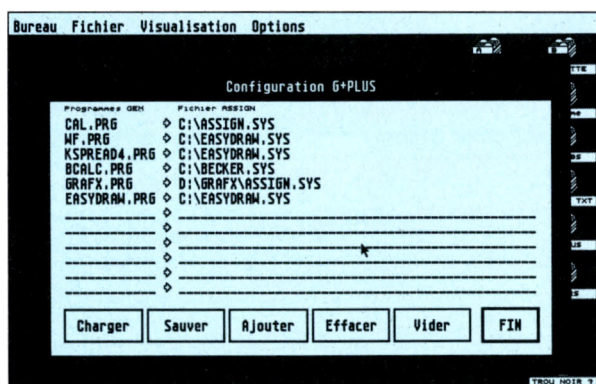 Bureau Fichier Visualisation Options
A B
Configuration G+PLUS
Programmes GEM Fichier ASSIGN
CAL.PRG ◇ C:\ASSIGN.SYS
WF.PRG ◇ C:\EASYDRAW.SYS
KSPREAD4.PRG ◇ C:\EASYDRAW.SYS
BCALC.PRG ◇ C:\BECKER.SYS
GRAFX.PRG ◇ D:\GRAFX\ASSIGN.SYS
EASYDRAW.PRG ◇ C:\EASYDRAW.SYS
TXT
Charger Sauver Ajouter Effacer Vider FIN
TROU NOIR ?